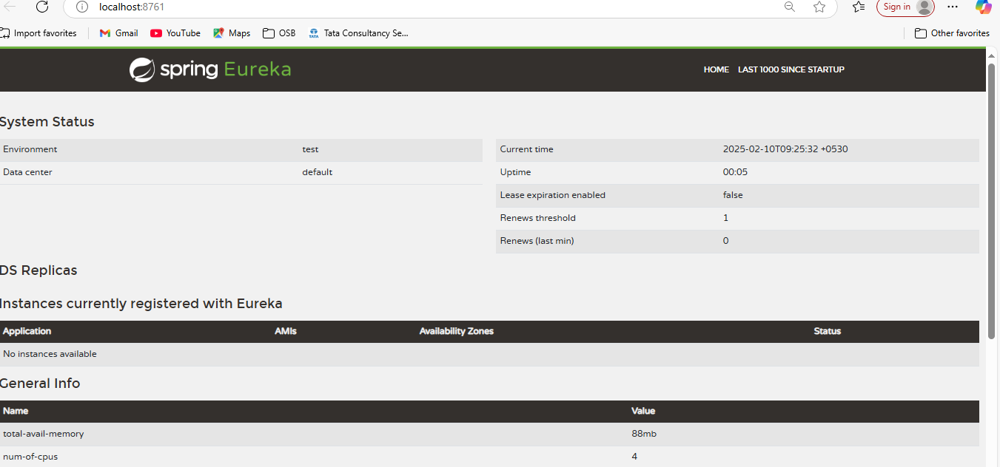 localhost:8761
Sign in
Import favorites
Gmail
YouTube
Maps
OSB
TATA
Tata Consultancy Se...
Other favorites
spring Eureka
HOME
LAST 1000 SINCE STARTUP
System Status
Environment test
Data center default
Current time 2025-02-10T09:25:32 +0530
Uptime 00:05
Lease expiration enabled false
Renews threshold 1
Renews (last min) 0
DS Replicas
Instances currently registered with Eureka
Application AMIs Availability Zones Status
No instances available
General Info
Name Value
total-avail-memory 88mb
num-of-cpus 4